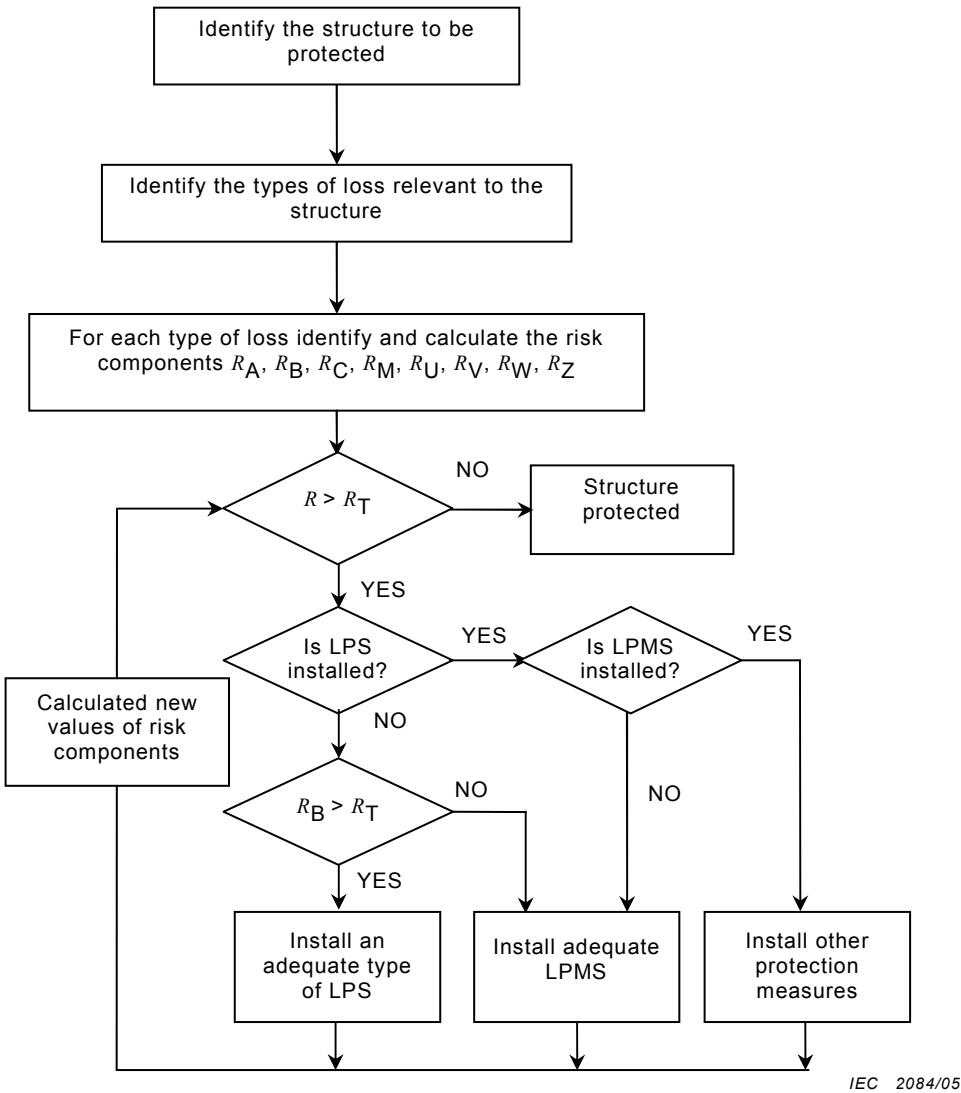 Identify the structure to be
protected
Identify the types of loss relevant to the
structure
For each type of loss identify and calculate the risk
components RA, RB, RC, RM, RU, RV, RW, RZ
R > RT
NO
Structure
protected
YES
Is LPS
installed?
YES
Is LPMS
installed?
YES
Calculated new
values of risk
components
NO
RB > RT
NO
NO
YES
Install an
adequate type
of LPS
Install adequate
LPMS
Install other
protection
measures
IEC 2084/05